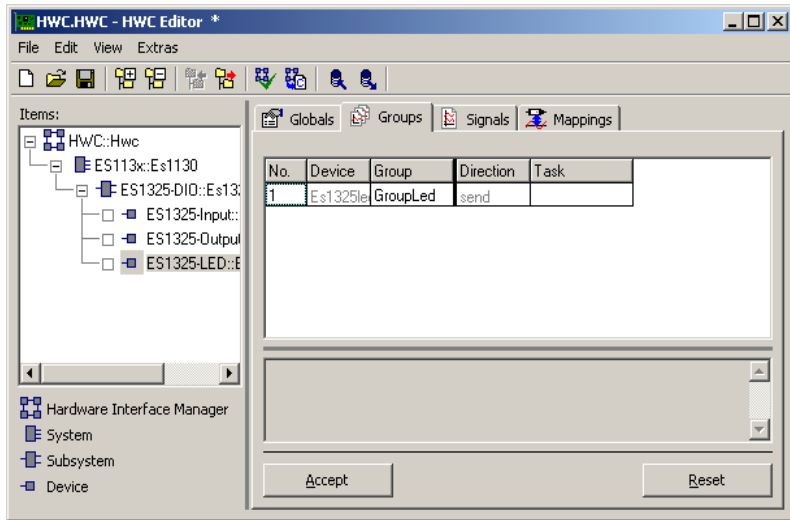 HWC.HWC - HWC Editor *
File Edit View Extras
Items:
Globals Groups Signals Mappings
HWC::Hwc
ES113x::Es1130
ES1325-DIO::Es13
ES1325-Input::
ES1325-Outpu
ES1325-LED::E
No. Device Group Direction Task
1 Es1325le GroupLed send
Hardware Interface Manager
System
Subsystem
Device
Accept Reset